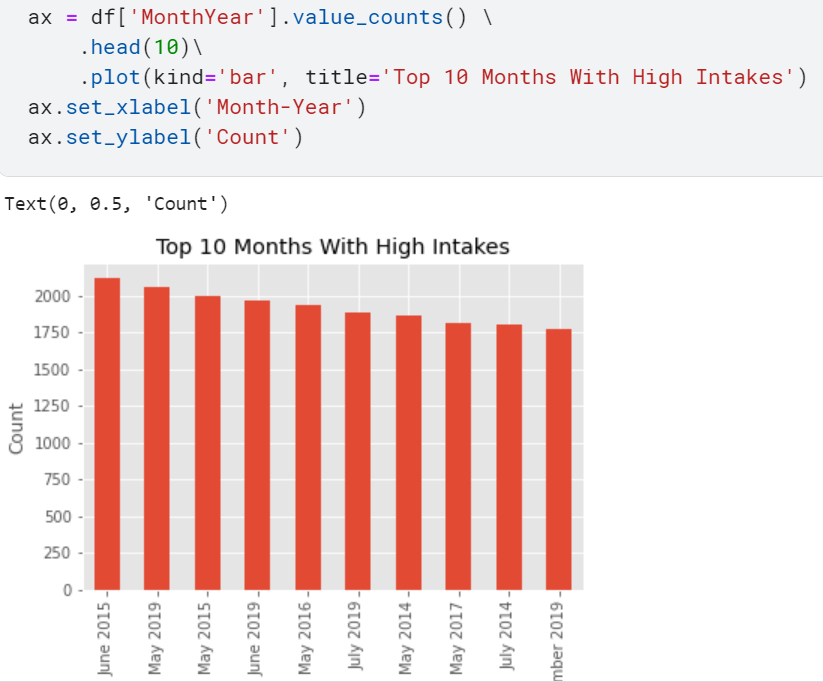 ax = df['MonthYear'].value_counts() \
    .head(10)\
    .plot(kind='bar', title='Top 10 Months With High Intakes')
ax.set_xlabel('Month-Year')
ax.set_ylabel('Count')
Text(0, 0.5, 'Count')
Top 10 Months With High Intakes
Count
2000
1750
1500
1250
1000
750
500
250
0
June 2015
May 2019
May 2015
June 2019
May 2016
July 2019
May 2014
May 2017
July 2014
mber 2019